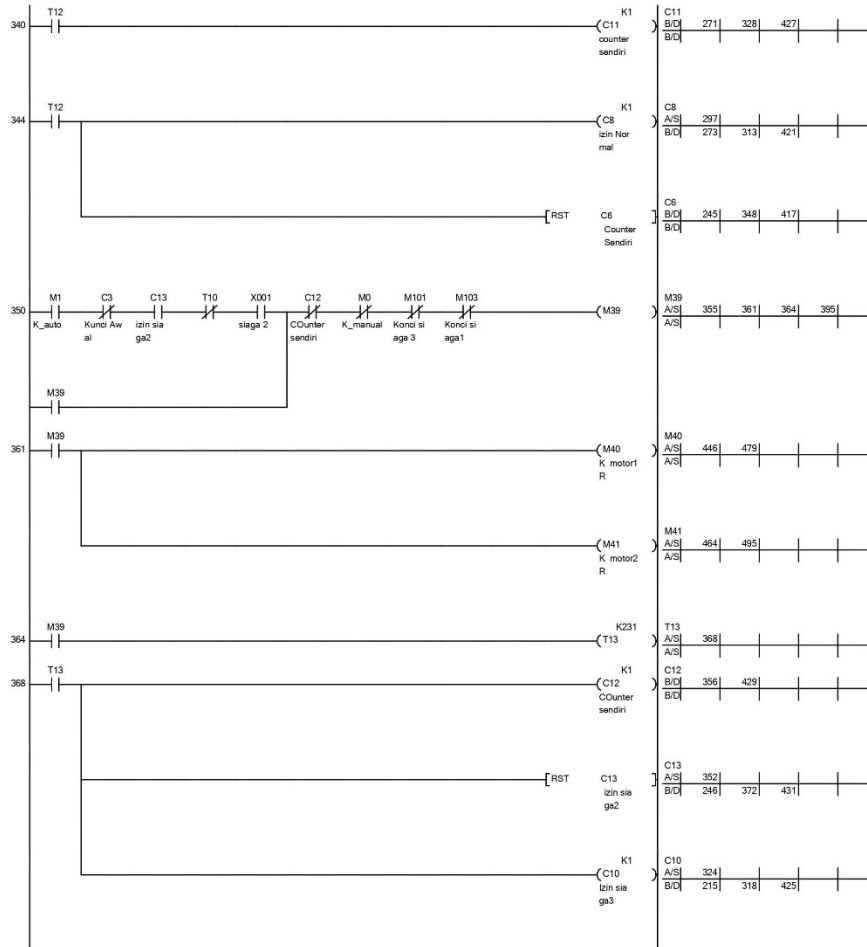 T12 K1 C11
340 C11 B/D 271 328 427
counter B/D
sendiri
T12 K1 C8
344 C8 A/S 297
izin Nor B/D 273 313 421
mal
C6
RST C6 B/D 245 348 417
Counter B/D
Sendiri
M1 C3 C13 T10 X001 C12 M0 M101 M103 M39
350 M39 A/S 355 361 364 395
K_auto Kunci Aw izin sia siaga 2 COunter K_manual Konci si Konci si A/S
al ga2 sendiri aga 3 aga1
M39
M39 M40
361 M40 A/S 446 479
K motor1 A/S
R
M41
M41 A/S 464 495
K motor2 A/S
R
M39 K231 T13
364 T13 A/S 368
A/S
T13 K1 C12
368 C12 B/D 356 429
COunter B/D
sendiri
C13
RST C13 A/S 352
izin sia B/D 246 372 431
ga2
K1 C10
C10 A/S 324
Izin sia B/D 215 318 425
ga3